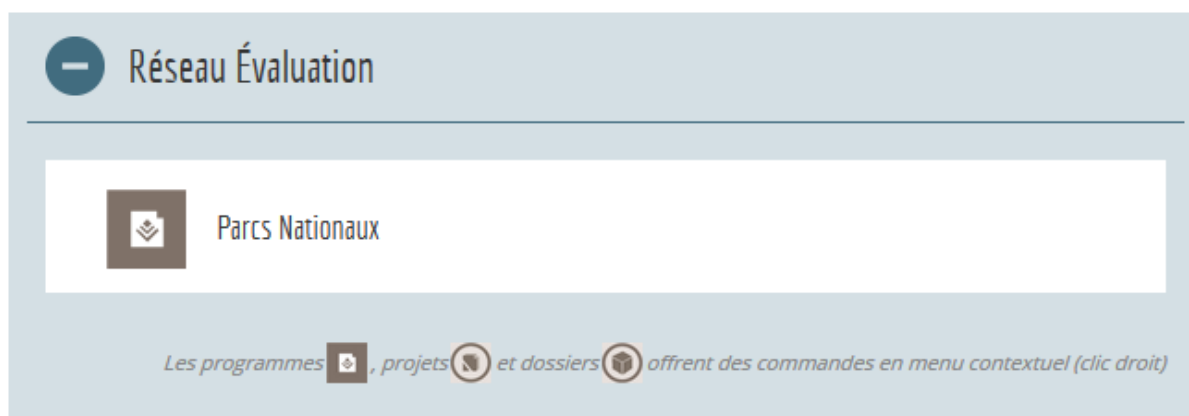 Réseau Évaluation
Parcs Nationaux
Les programmes , projets et dossiers offrent des commandes en menu contextuel (clic droit)